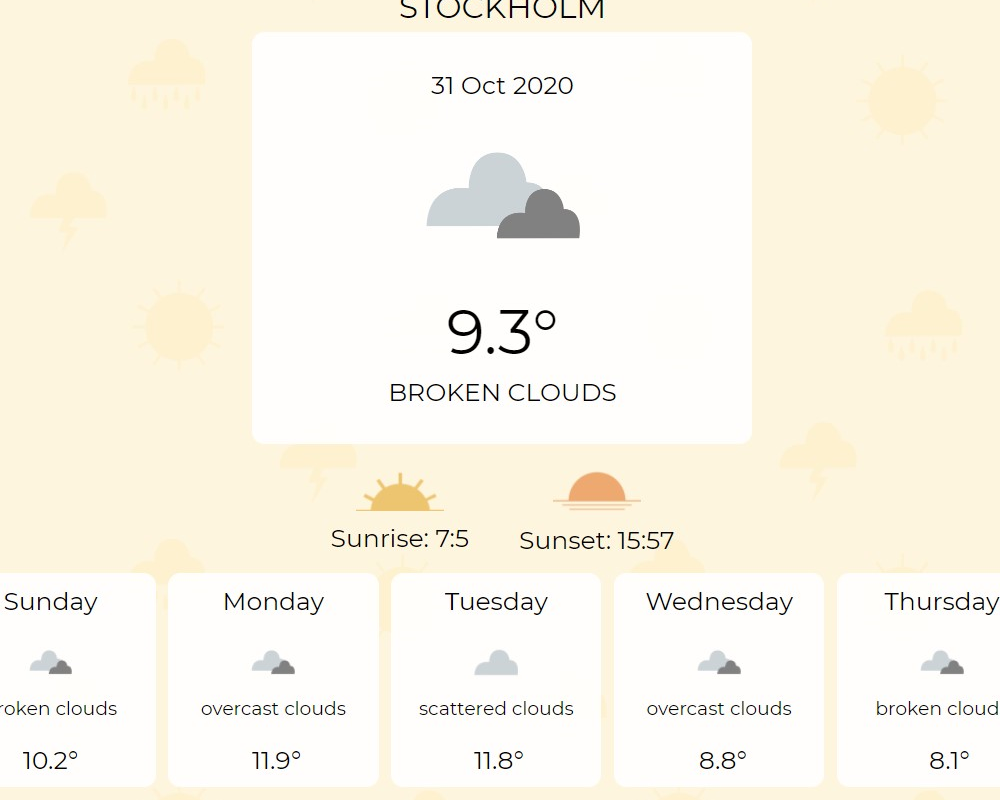 STOCKHOLM
31 Oct 2020
9.3°
BROKEN CLOUDS
Sunrise: 7:5
Sunset: 15:57
Sunday
roken clouds
10.2°
Monday
overcast clouds
11.9°
Tuesday
scattered clouds
11.8°
Wednesday
overcast clouds
8.8°
Thursday
broken cloud
8.1°